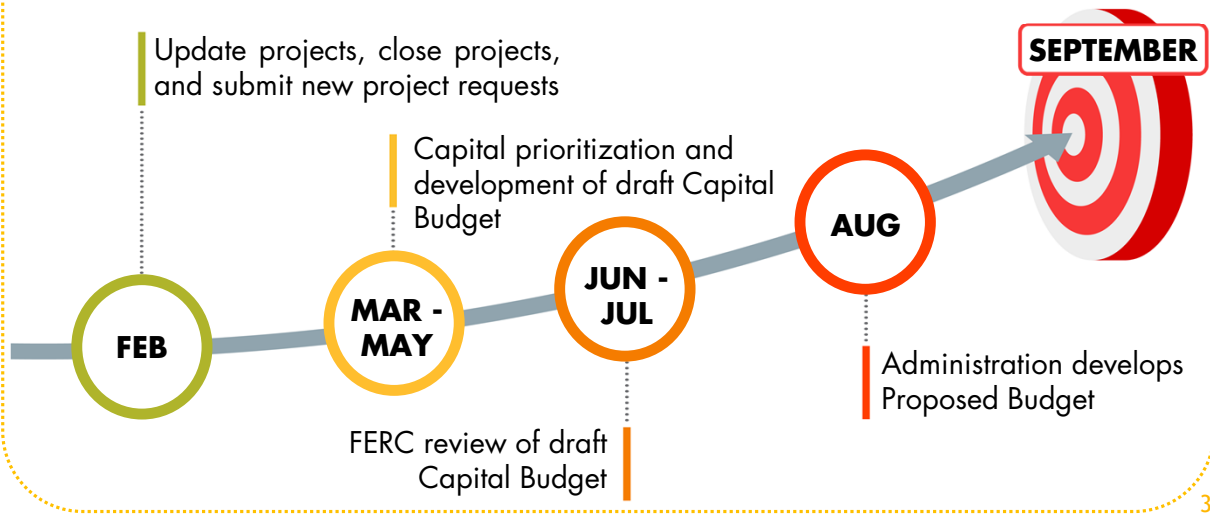 SEPTEMBER
Update projects, close projects,
and submit new project requests
Capital prioritization and
development of draft Capital
Budget
AUG
JUN -
JUL
MAR -
MAY
FEB
Administration develops
Proposed Budget
FERC review of draft
Capital Budget
3